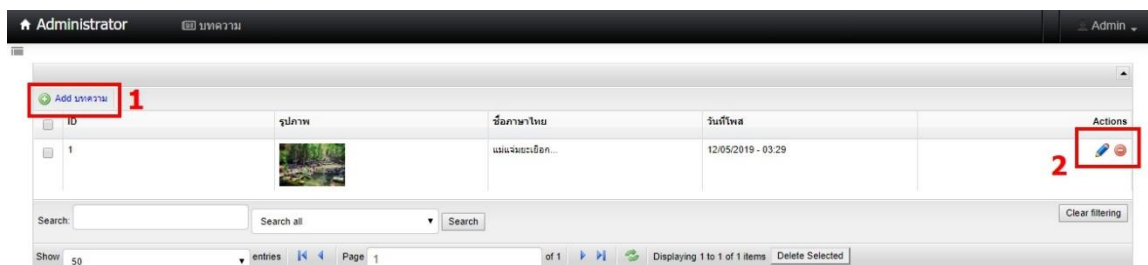 Administrator บทความ Admin
Add บทความ 1
ID รูปภาพ ชื่อภาษาไทย วันที่โพส Actions
1 แม่แจ่มยะเยือก... 12/05/2019 - 03:29
2
Search: Search all Search Clear filtering
Show 50 entries Page 1 of 1 Displaying 1 to 1 of 1 items Delete Selected